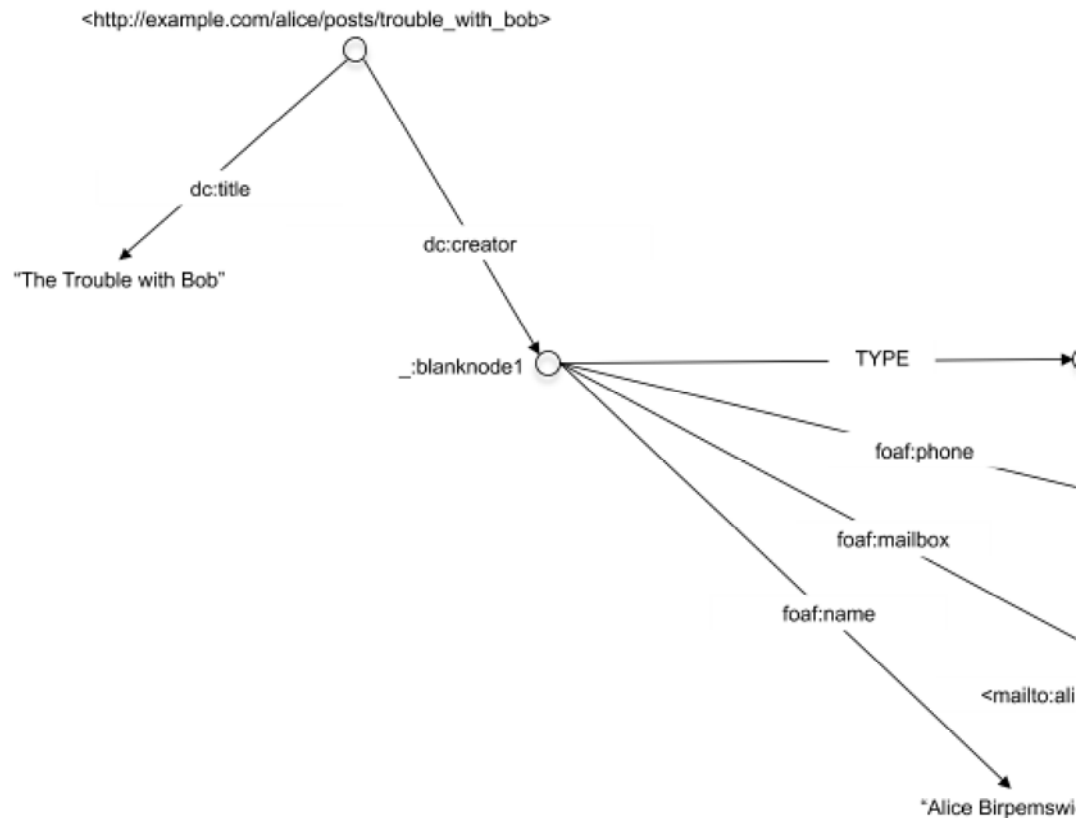 <http://example.com/alice/posts/trouble_with_bob>
dc:title
dc:creator
“The Trouble with Bob”
TYPE
_:blanknode1
foaf:phone
foaf:mailbox
foaf:name
<mailto:ali
“Alice Birpemswi